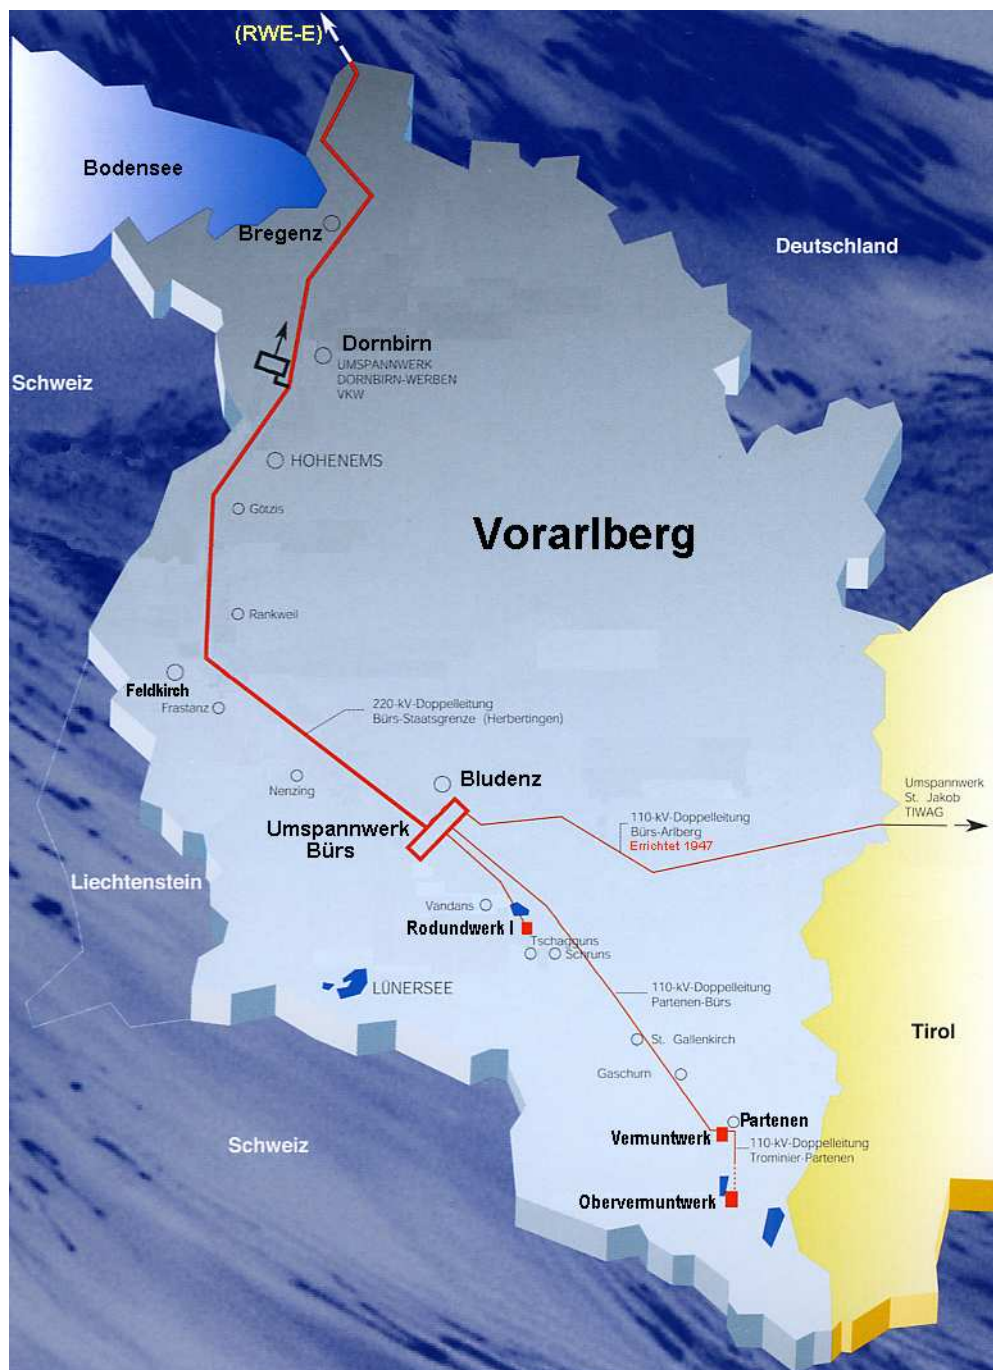 (RWE-E)
Bodensee
Bregenz
Deutschland
Dornbirn
UMSPANNWERK
DORNBIRN-WERBEN
VKW
Schweiz
HOHENEMS
Götzis
Vorarlberg
Rankweil
Feldkirch
Frastanz
220-kV-Doppelleitung
Bürs-Staatsgrenze (Herbertingen)
Nenzing
Bludenz
Umspannwerk
St. Jakob
TIWAG
Umspannwerk
Bürs
110-kV-Doppelleitung
Bürs-Arlberg
Errichtet 1947
Liechtenstein
Vandans
Rodundwerk I
Tschagguns
Schruns
LÜNERSEE
110-kV-Doppelleitung
Partenen-Bürs
St. Gallenkirch
Tirol
Gaschurn
Partenen
Vermuntwerk
110-kV-Doppelleitung
Trominier-Partenen
Schweiz
Obervermuntwerk